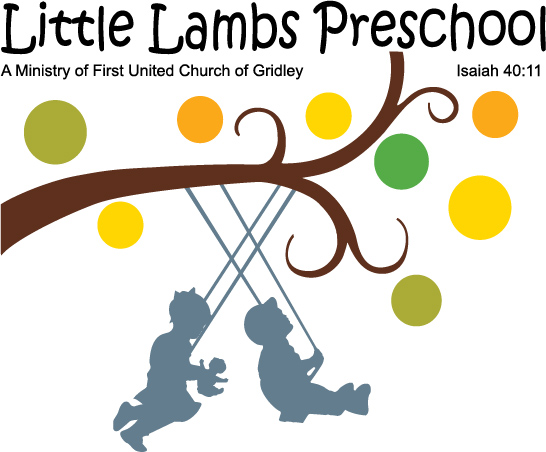 Little Lambs Preschool
A Ministry of First United Church of Gridley Isaiah 40:11